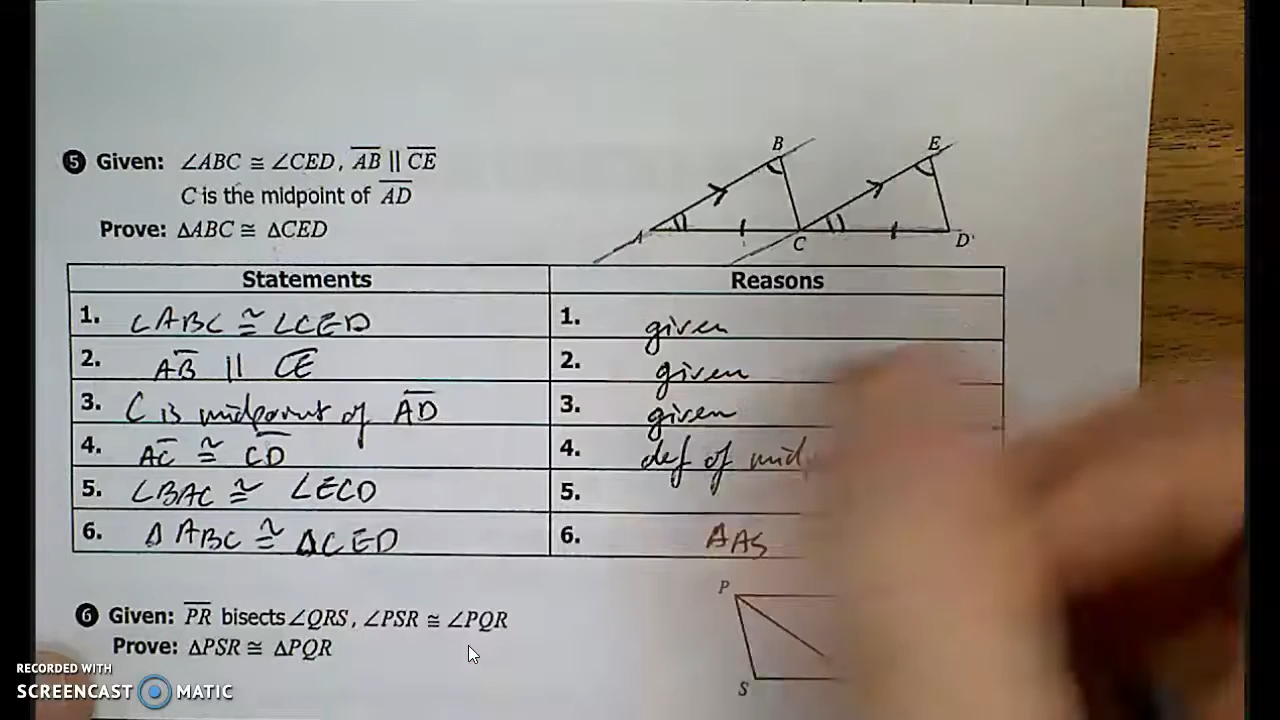 5 Given: ∠ABC ≅ ∠CED, AB || CE
C is the midpoint of AD
Prove: ΔABC ≅ ΔCED
B
E
A
C
D
Statements
Reasons
1. ∠ABC ≅ ∠CED
1. given
2. AB || CE
2. given
3. C is midpoint of AD
3. given
4. AC ≅ CD
4. def of mid
5. ∠BAC ≅ ∠ECD
5.
6. Δ ABC ≅ ΔCED
6. AAS
6 Given: PR bisects ∠QRS, ∠PSR ≅ ∠PQR
Prove: ΔPSR ≅ ΔPQR
P
S
RECORDED WITH
SCREENCAST MATIC